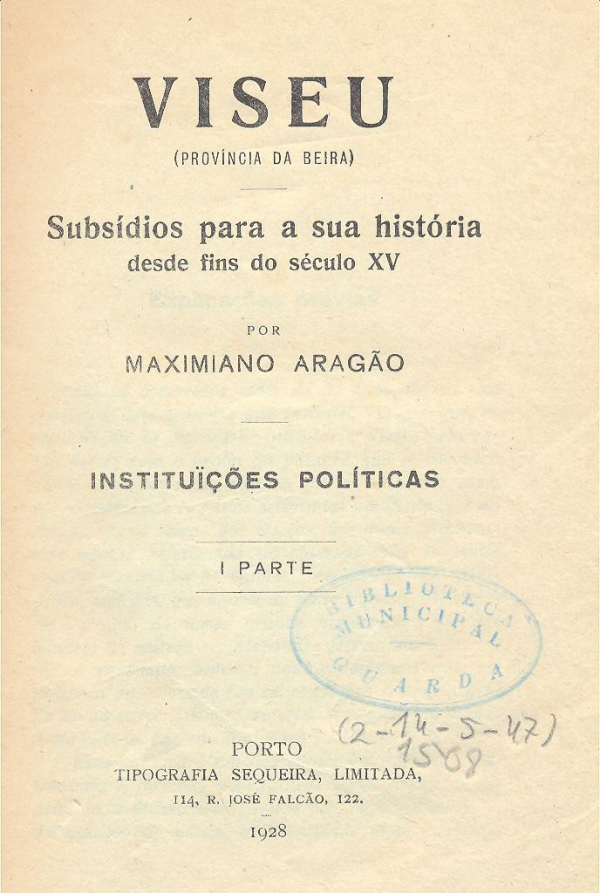 VISEU
(PROVÍNCIA DA BEIRA)
Subsídios para a sua história
desde fins do século XV
POR
MAXIMIANO ARAGÃO
INSTITUÏÇÕES POLÍTICAS
I PARTE
BIBLIOTECA
MUNICIPAL
GUARDA
(2-14-5-47)
1508
PORTO
TIPOGRAFIA SEQUEIRA, LIMITADA,
114, R. JOSÉ FALCÃO, 122.
1928